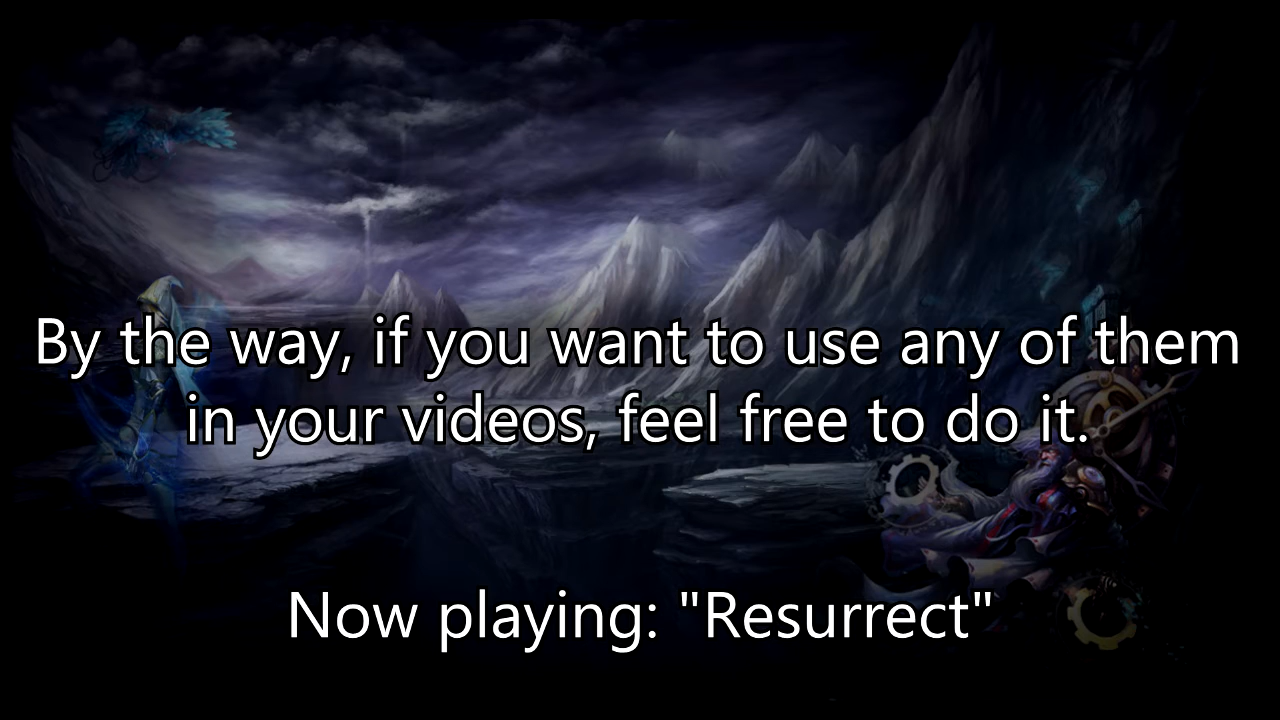 By the way, if you want to use any of them
in your videos, feel free to do it.
Now playing: "Resurrect"